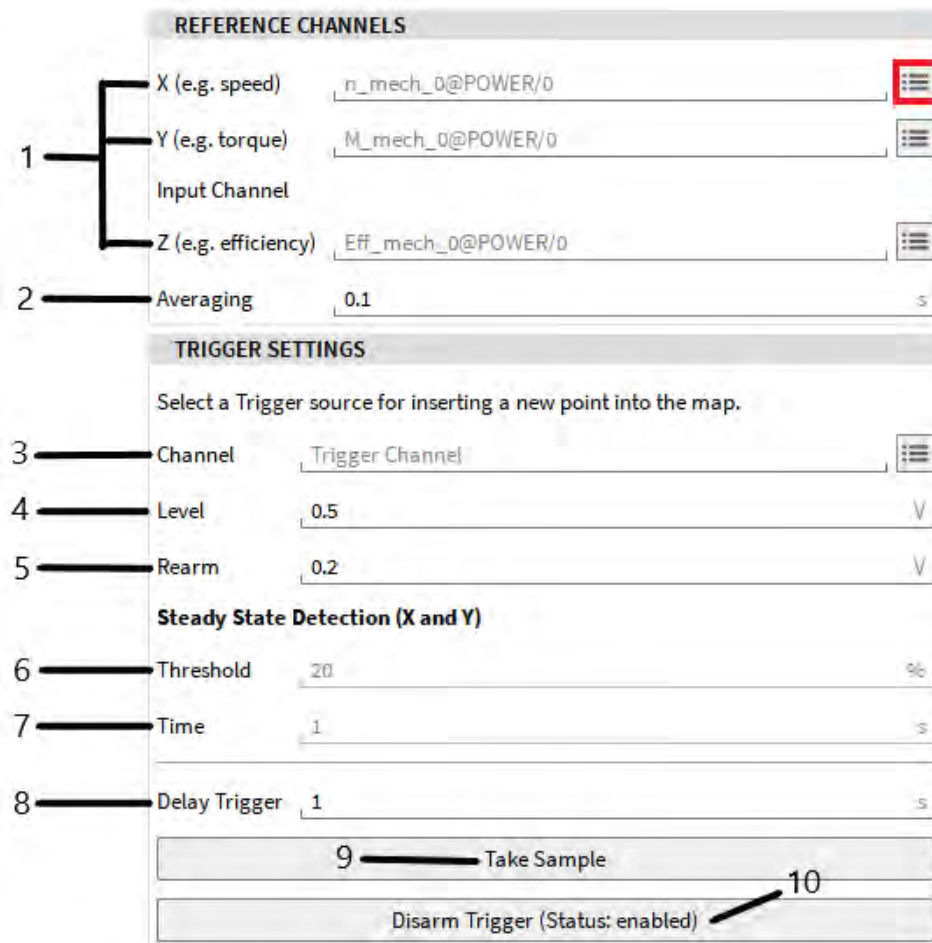 REFERENCE CHANNELS
X (e.g. speed) n_mech_0@POWER/0
1 Y (e.g. torque) M_mech_0@POWER/0
Input Channel
Z (e.g. efficiency) Eff_mech_0@POWER/0
2 Averaging 0.1 s
TRIGGER SETTINGS
Select a Trigger source for inserting a new point into the map.
3 Channel Trigger Channel
4 Level 0.5 V
5 Rearm 0.2 V
Steady State Detection (X and Y)
6 Threshold 20 %
7 Time 1 s
8 Delay Trigger 1 s
9 Take Sample
10
Disarm Trigger (Status: enabled)